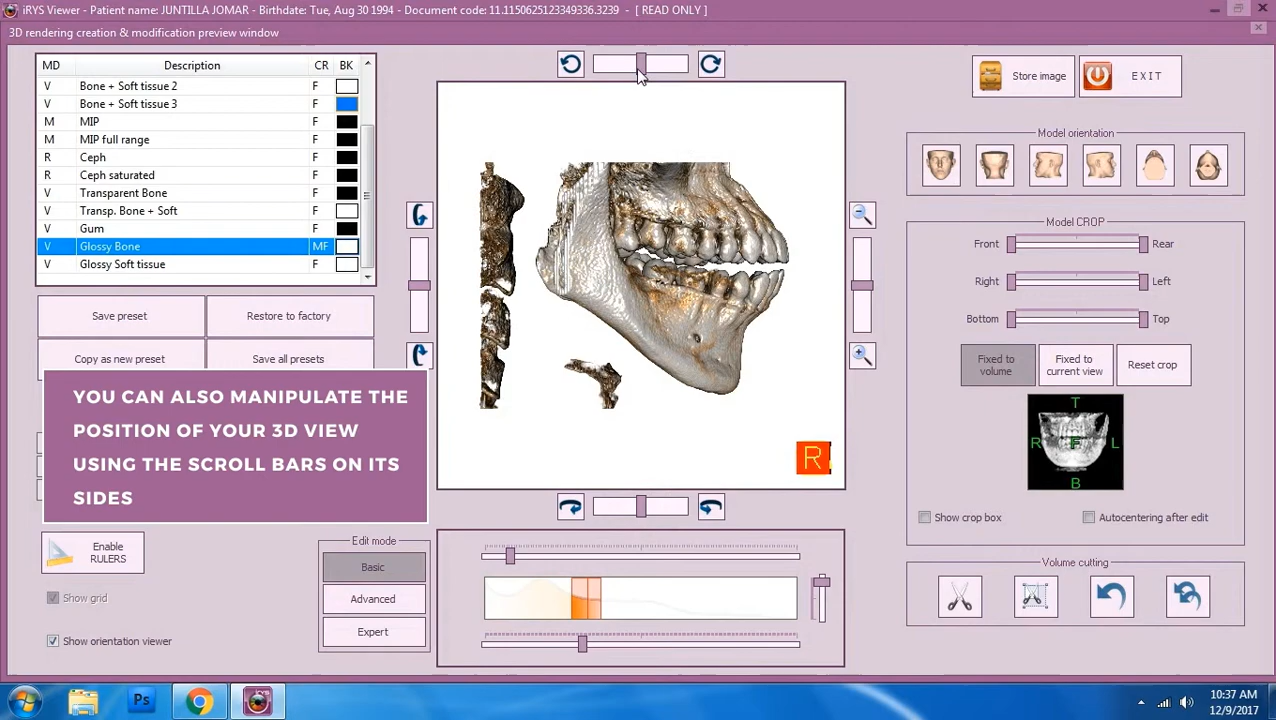 iRYS Viewer - Patient name: JUNTILLA JOMAR - Birthdate: Tue, Aug 30 1994 - Document code: 11.1150625123349336.3239 - [ READ ONLY ]
3D rendering creation & modification preview window
MD Description CR BK
V Bone + Soft tissue 2 F
V Bone + Soft tissue 3 F
M MIP F
M MIP full range F
R Ceph F
R Ceph saturated F
V Transparent Bone F
V Transp. Bone + Soft F
V Gum F
V Glossy Bone MF
V Glossy Soft tissue F
Save preset Restore to factory
Copy as new preset Save all presets
YOU CAN ALSO MANIPULATE THE
POSITION OF YOUR 3D VIEW
USING THE SCROLL BARS ON ITS
SIDES
Enable
RULERS
Show grid
Show orientation viewer
Edit mode
Basic
Advanced
Expert
R
Store image EXIT
Model orientation
Model CROP
Front Rear
Right Left
Bottom Top
Fixed to
volume
Fixed to
current view
Reset crop
T
R F L
B
Show crop box Autocentering after edit
Volume cutting
Ps
10:37 AM
12/9/2017